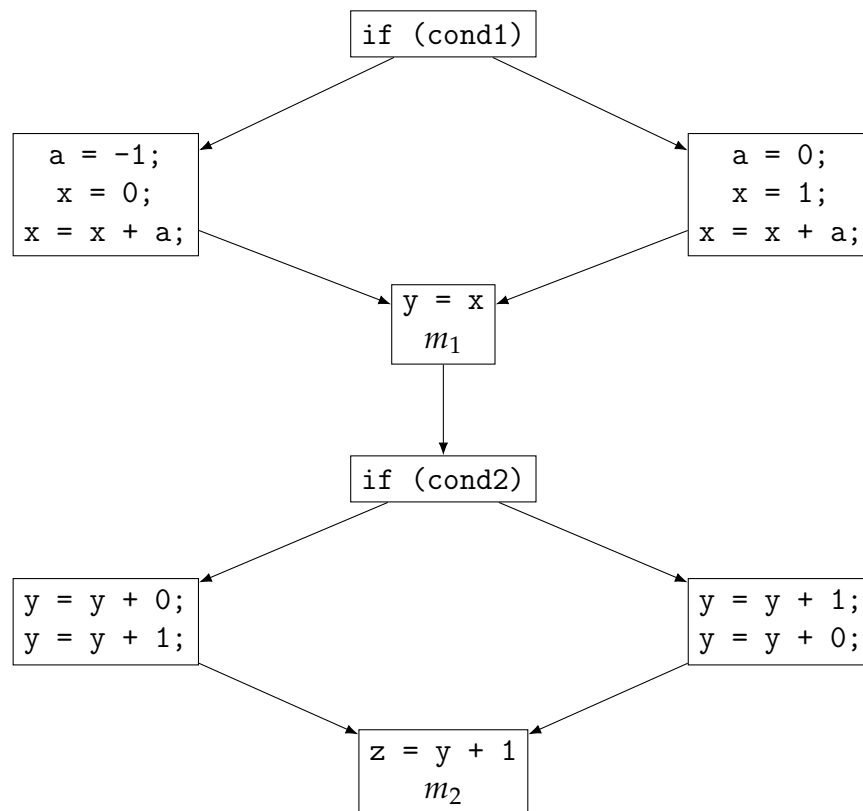 if (cond1)
a = -1;
x = 0;
x = x + a;
a = 0;
x = 1;
x = x + a;
y = x
m₁
if (cond2)
y = y + 0;
y = y + 1;
y = y + 1;
y = y + 0;
z = y + 1
m₂